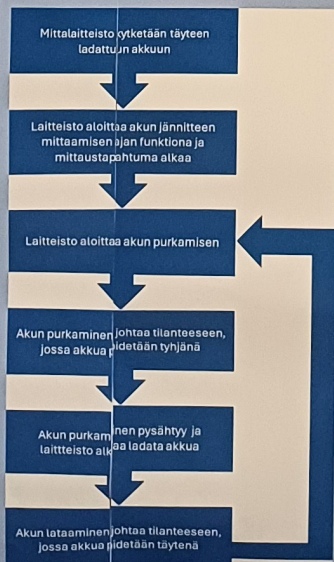 Mittalaitteisto kytketään täyteen
ladattuun akkuun
Laitteisto aloittaa akun jännitteen
mittaamisen ajan funktiona ja
mittaustapahtuma alkaa
Laitteisto aloittaa akun purkamisen
Akun purkaminen johtaa tilanteeseen,
jossa akkua pidetään tyhjänä
Akun purkaminen pysähtyy ja
laittteisto alkaa ladata akkua
Akun lataaminen johtaa tilanteeseen,
jossa akkua pidetään täytenä